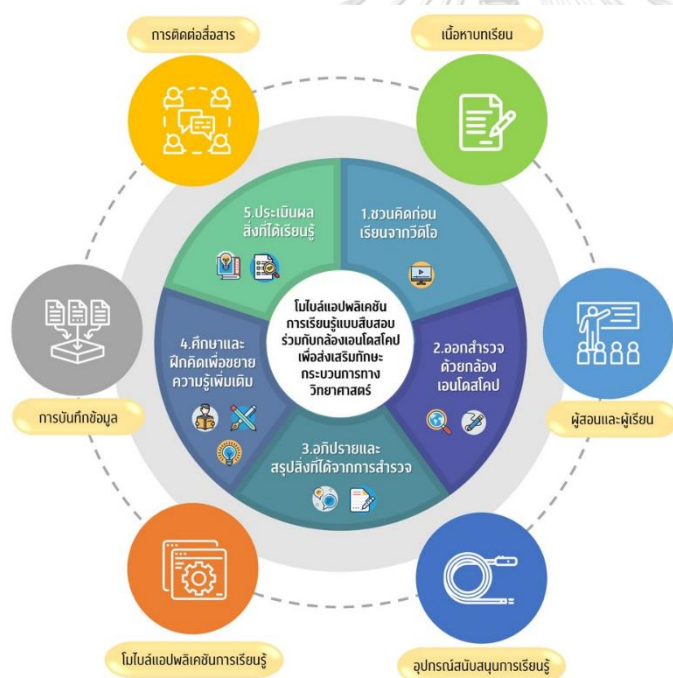 การติดต่อสื่อสาร
เนื้อหาบทเรียน
5.ประเมินผล
สิ่งที่ได้เรียนรู้
1.ชวนคิดก่อน
เรียนจากวีดิโอ
โมไบล์แอปพลิเคชัน
การเรียนรู้แบบสืบสอบ
ร่วมกับกล้องเอนโดสโคป
เพื่อส่งเสริมทักษะ
กระบวนการทาง
วิทยาศาสตร์
4.ศึกษาและ
ฝึกคิดเพื่อขยาย
ความรู้เพิ่มเติม
2.ออกสำรวจ
ด้วยกล้อง
เอนโดสโคป
การบันทึกข้อมูล
ผู้สอนและผู้เรียน
3.อภิปรายและ
สรุปสิ่งที่ได้จากการสำรวจ
โมไบล์แอปพลิเคชันการเรียนรู้
อุปกรณ์สนับสนุนการเรียนรู้